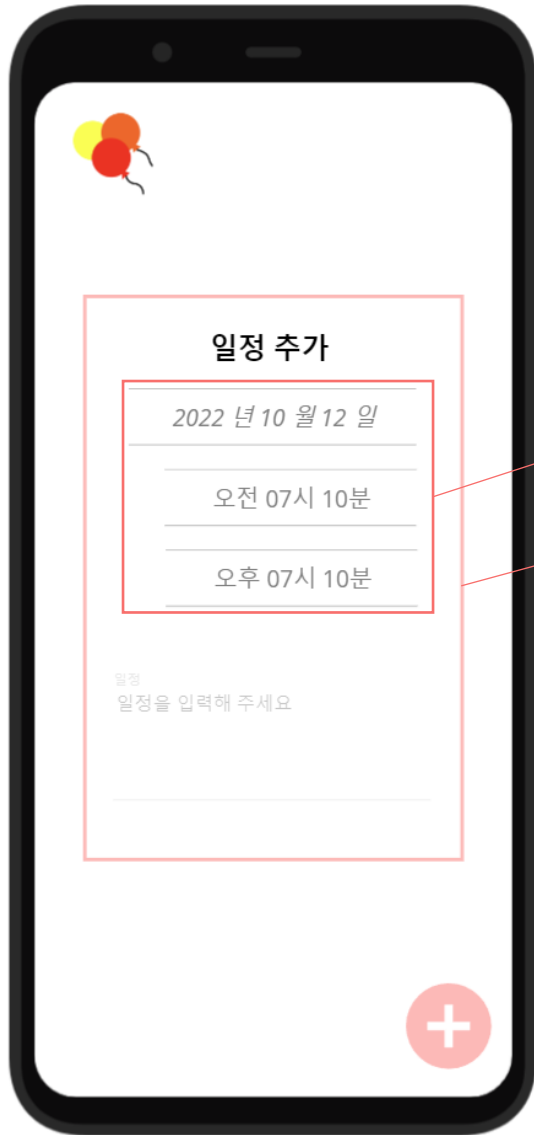 일정 추가
2022 년 10 월 12 일
오전 07시 10분
오후 07시 10분
일정
일정을 입력해 주세요